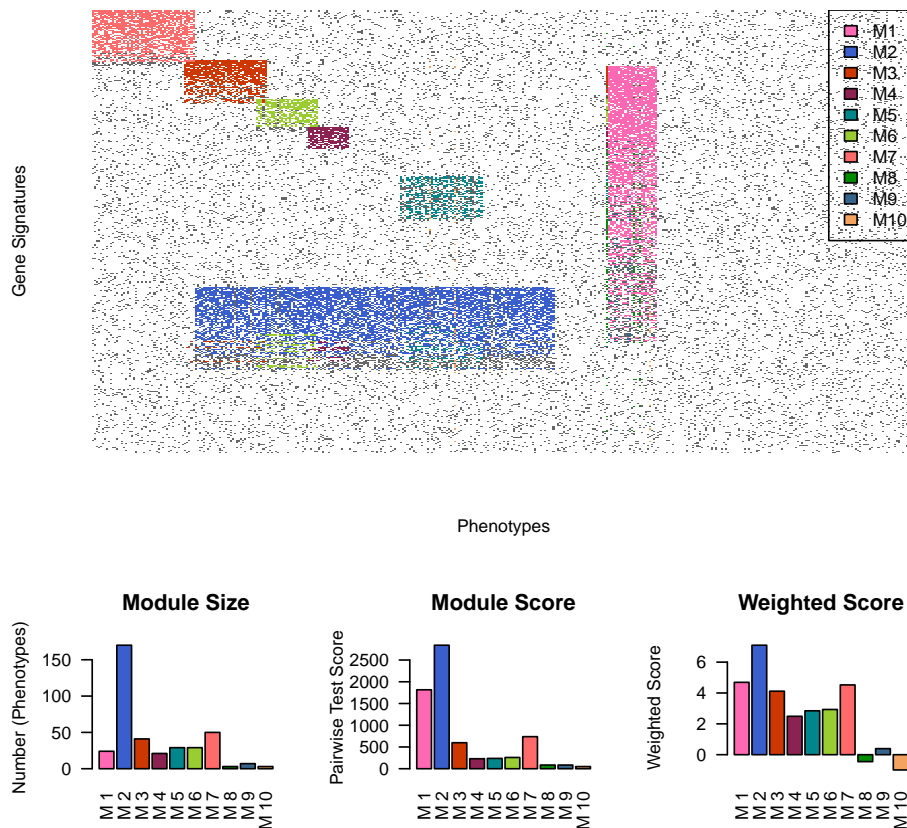 Gene Signatures
M1
M2
M3
M4
M5
M6
M7
M8
M9
M10
Phenotypes
Module Size
Number (Phenotypes)
150
100
50
0
M 1
M 2
M 3
M 4
M 5
M 6
M 7
M 8
M 9
M 10
Module Score
Pairwise Test Score
2500
2000
1500
1000
500
0
M 1
M 2
M 3
M 4
M 5
M 6
M 7
M 8
M 9
M 10
Weighted Score
Weighted Score
6
4
2
0
M 1
M 2
M 3
M 4
M 5
M 6
M 7
M 8
M 9
M 10